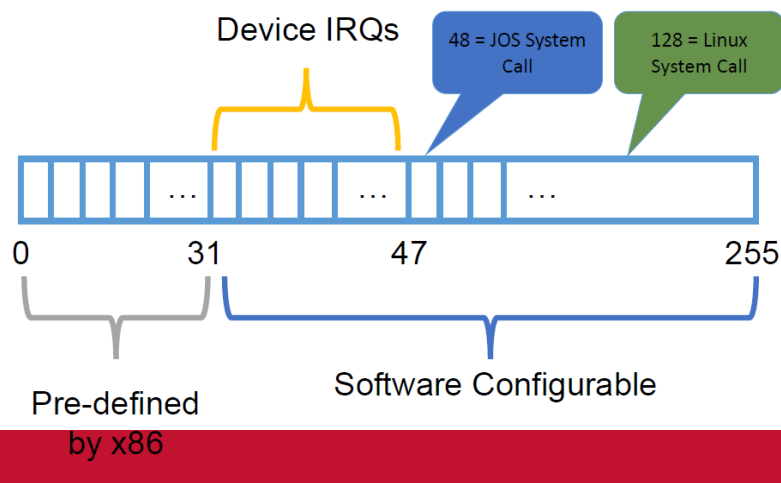 Device IRQs
48 = JOS System
Call
128 = Linux
System Call
... ... ...
0 31 47 255
Software Configurable
Pre-defined
by x86